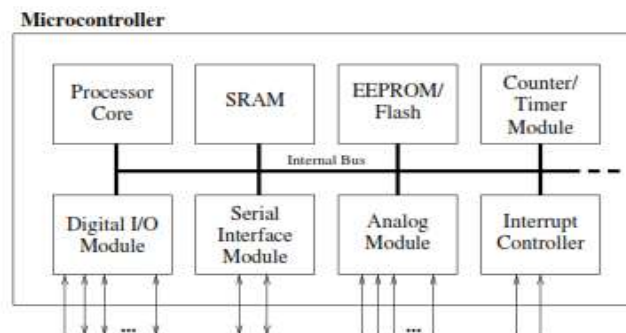 Microcontroller
Processor
Core
SRAM
EEPROM/
Flash
Counter/
Timer
Module
Internal Bus
Digital I/O
Module
Serial
Interface
Module
Analog
Module
Interrupt
Controller
...
...